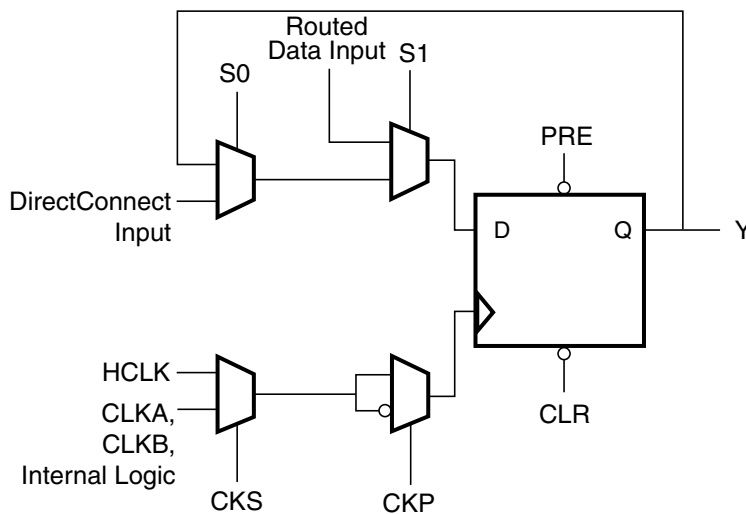 Routed
Data Input
S1
S0
PRE
DirectConnect
Input
D
Q
Y
HCLK
CLKA,
CLKB,
Internal Logic
CLR
CKS
CKP